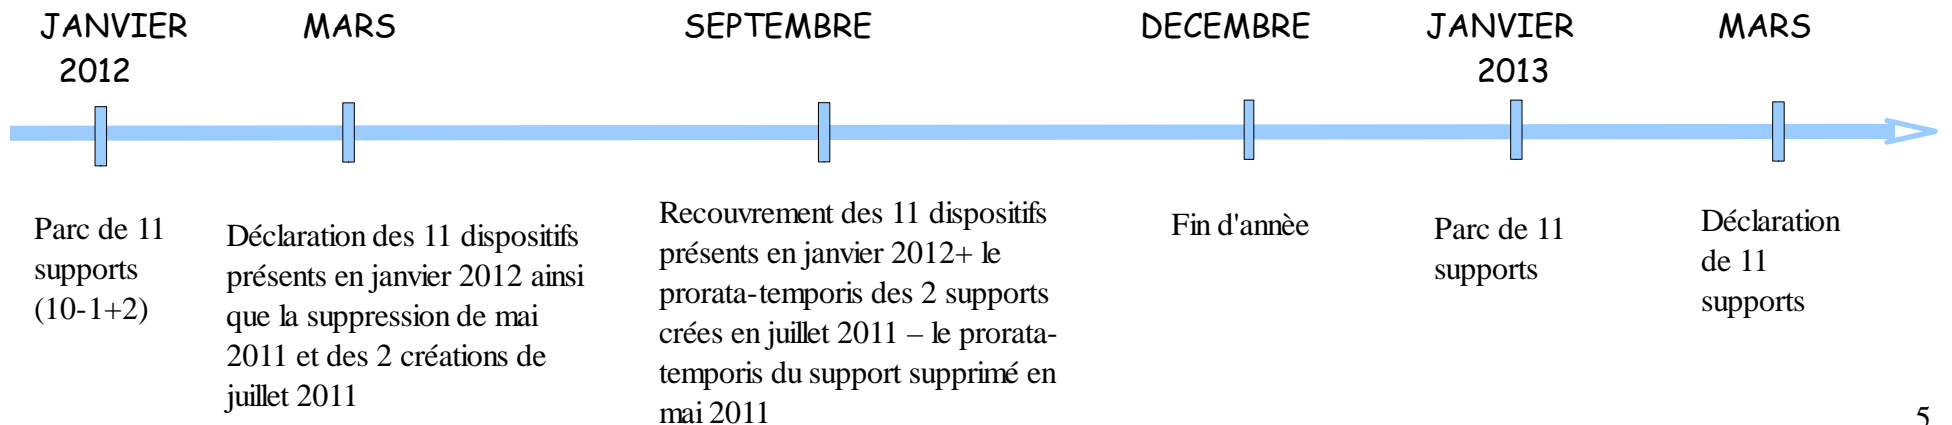 JANVIER
2012
MARS
SEPTEMBRE
DECEMBRE
JANVIER
2013
MARS
Parc de 11
supports
(10-1+2)
Déclaration des 11 dispositifs
présents en janvier 2012 ainsi
que la suppression de mai
2011 et des 2 créations de
juillet 2011
Recouvrement des 11 dispositifs
présents en janvier 2012+ le
prorata-temporis des 2 supports
crées en juillet 2011 – le prorata-
temporis du support supprimé en
mai 2011
Fin d'annèe
Parc de 11
supports
Déclaration
de 11
supports
5